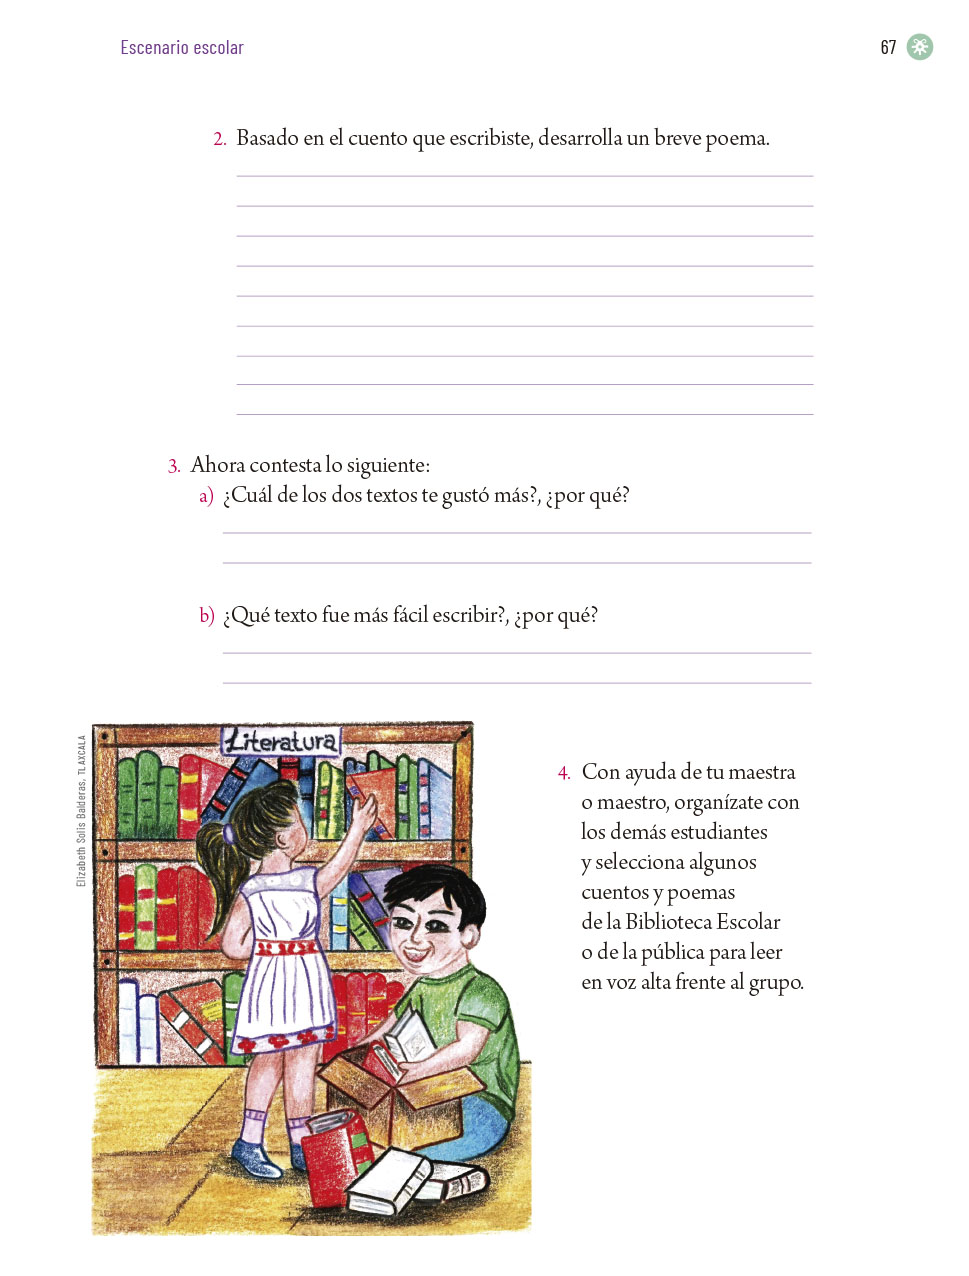 Escenario escolar
67
2. Basado en el cuento que escribiste, desarrolla un breve poema.
3. Ahora contesta lo siguiente:
a) ¿Cuál de los dos textos te gustó más?, ¿por qué?
b) ¿Qué texto fue más fácil escribir?, ¿por qué?
Elizabeth Solis Balderas, TLAXCALA
Literatura
4. Con ayuda de tu maestra
o maestro, organízate con
los demás estudiantes
y selecciona algunos
cuentos y poemas
de la Biblioteca Escolar
o de la pública para leer
en voz alta frente al grupo.